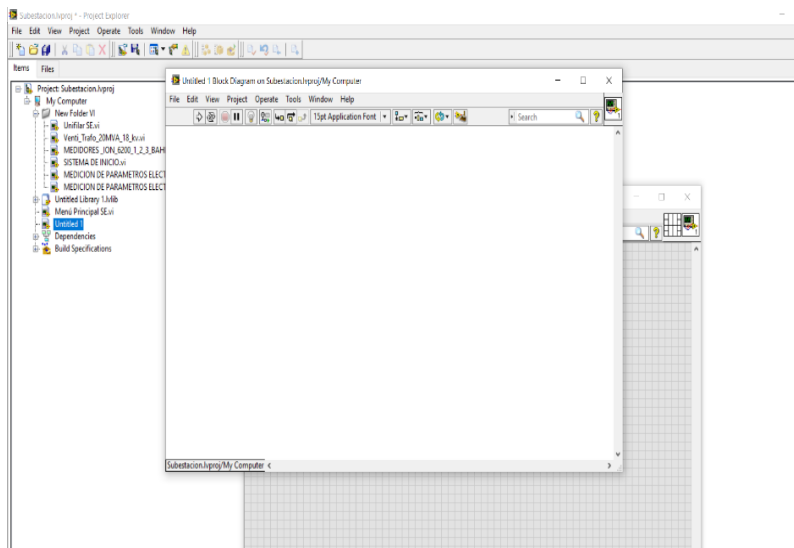 Subestacion.lvproj * - Project Explorer
File Edit View Project Operate Tools Window Help
Items Files
Project: Subestacion.lvproj
My Computer
New Folder VI
Unifilar SE.vi
Venti_Trafo_20MVA_18_kv.vi
MEDIDORES_ION_6200_1_2_3_BAH
SISTEMA DE INICIO.vi
MEDICION DE PARAMETROS ELECT
MEDICION DE PARAMETROS ELECT
Untitled Library 1.lvlib
Menú Principal SE.vi
Untitled 1
Dependencies
Build Specifications
Untitled 1 Block Diagram on Subestacion.lvproj/My Computer
File Edit View Project Operate Tools Window Help
15pt Application Font Search
Subestacion.lvproj/My Computer